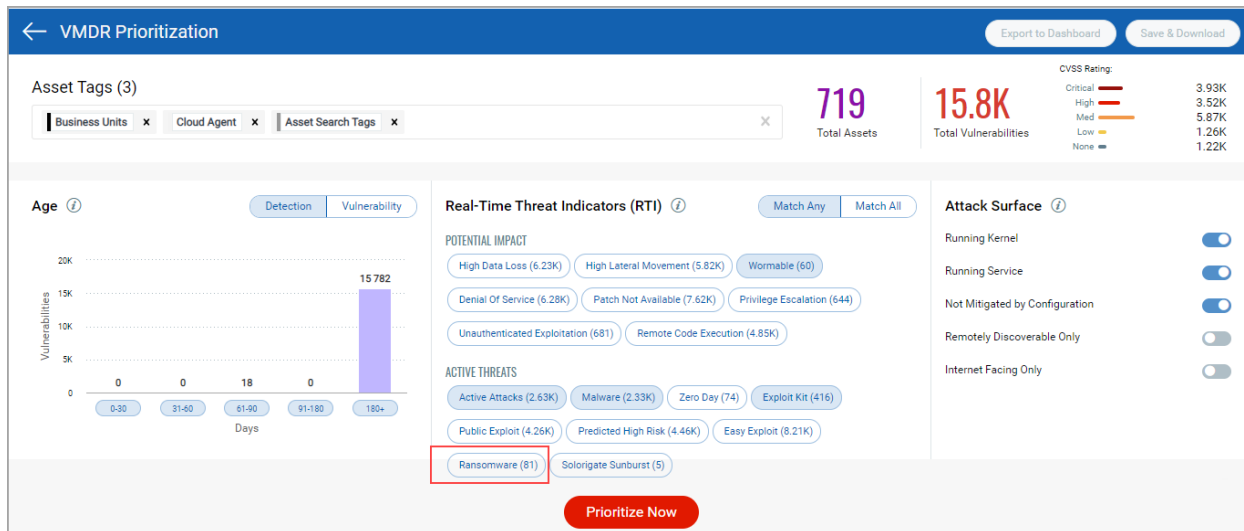 VMDR Prioritization
Export to Dashboard
Save & Download
Asset Tags (3)
Business Units x
Cloud Agent x
Asset Search Tags x
×
719
Total Assets
15.8K
Total Vulnerabilities
CVSS Rating:
Critical 3.93K
High 3.52K
Med 5.87K
Low 1.26K
None 1.22K
Age i
Detection Vulnerability
20K
15K
10K
5K
0
Vulnerabilities
0 0 18 0 15 782
0-30 31-60 61-90 91-180 180+
Days
Real-Time Threat Indicators (RTI) i
Match Any Match All
POTENTIAL IMPACT
High Data Loss (6.23K) High Lateral Movement (5.82K) Wormable (60)
Denial Of Service (6.28K) Patch Not Available (7.62K) Privilege Escalation (644)
Unauthenticated Exploitation (681) Remote Code Execution (4.85K)
ACTIVE THREATS
Active Attacks (2.63K) Malware (2.33K) Zero Day (74) Exploit Kit (416)
Public Exploit (4.26K) Predicted High Risk (4.46K) Easy Exploit (8.21K)
Ransomware (81) Solorigate Sunburst (5)
Attack Surface i
Running Kernel
Running Service
Not Mitigated by Configuration
Remotely Discoverable Only
Internet Facing Only
Prioritize Now